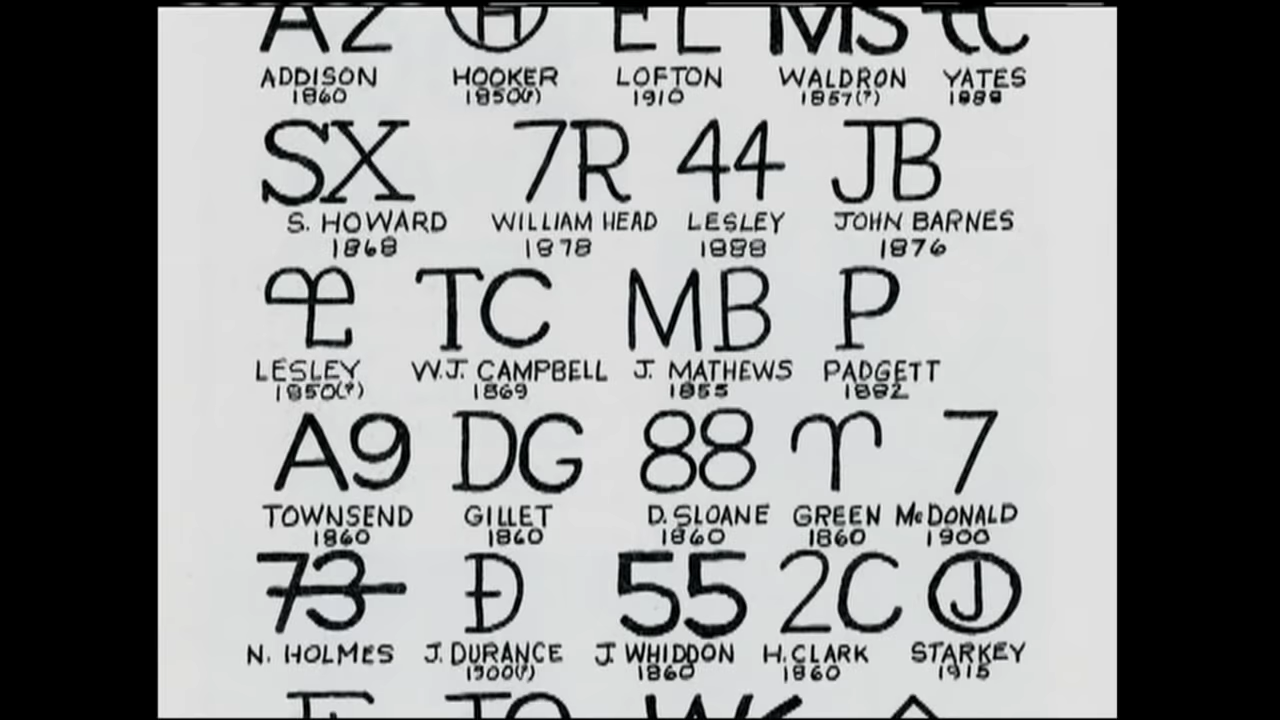 A2 H EL MS
ADDISON HOOKER LOFTON WALDRON YATES
1860 1850(?) 1910 1857(?) 1888
SX 7R 44 JB
S. HOWARD WILLIAM HEAD LESLEY JOHN BARNES
1868 1878 1888 1876
TC MB P
LESLEY W.J. CAMPBELL J. MATHEWS PADGETT
1850(?) 1869 1855 1882
A9 DG 88 7
TOWNSEND GILLET D. SLOANE GREEN McDONALD
1860 1860 1860 1860 1900
73 Đ 55 2C J
N. HOLMES J. DURANCE J. WHIDDON H. CLARK STARKEY
1900(?) 1860 1860 1915